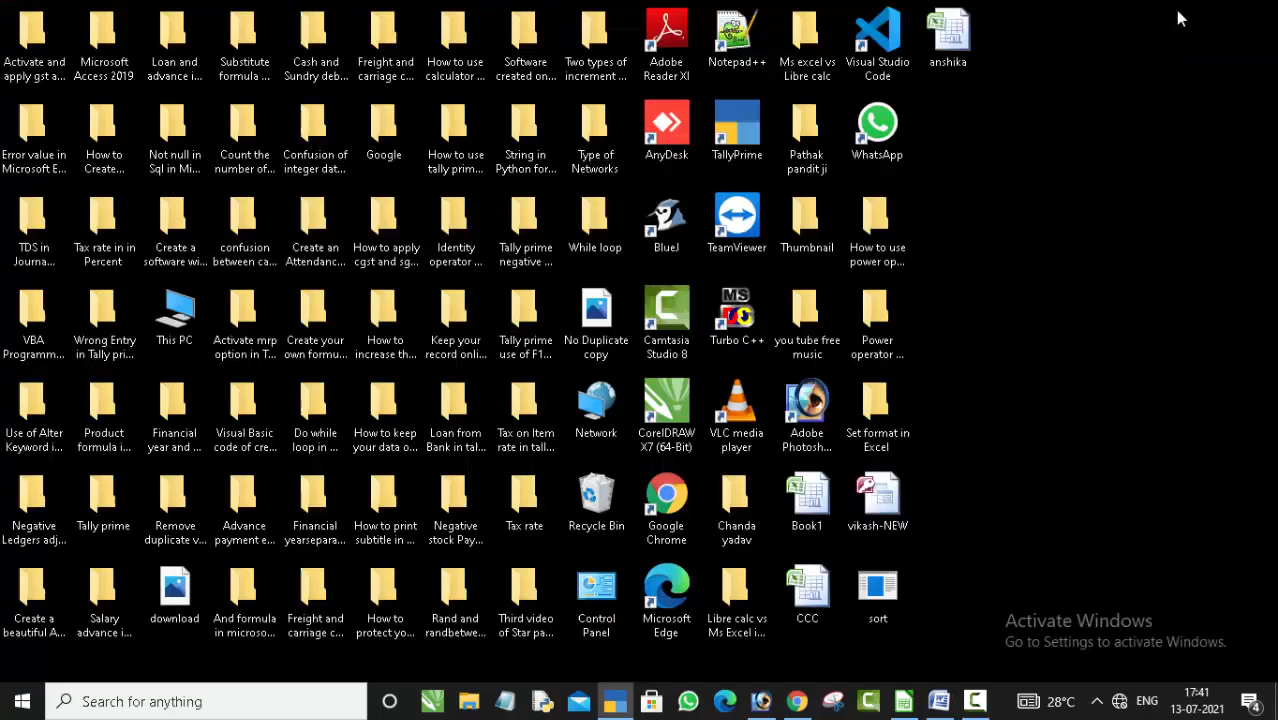 Activate and
apply gst a...
Microsoft
Access 2019
Loan and
advance i...
Substitute
formula ...
Cash and
Sundry deb...
Freight and
carriage c...
How to use
calculator ...
Software
created on...
Two types of
increment ...
Adobe
Reader XI
Notepad++
Ms excel vs
Libre calc
Visual Studio
Code
anshika
Error value in
Microsoft E...
How to
Create...
Not null in
Sql in Mi...
Count the
number of...
Confusion of
integer dat...
Google
How to use
tally prim...
String in
Python for...
Type of
Networks
AnyDesk
TallyPrime
Pathak
pandit ji
WhatsApp
TDS in
Journa...
Tax rate in in
Percent
Create a
software wi...
confusion
between ca...
Create an
Attendanc...
How to apply
cgst and sg...
Identity
operator ...
Tally prime
negative ...
While loop
BlueJ
TeamViewer
Thumbnail
How to use
power op...
VBA
Programm...
Wrong Entry
in Tally pri...
This PC
Activate mrp
option in T...
Create your
own formu...
How to
increase th...
Keep your
record onli...
Tally prime
use of F1...
No Duplicate
copy
Camtasia
Studio 8
MS
Turbo C++
you tube free
music
Power
operator ...
Use of Alter
Keyword i...
Product
formula i...
Financial
year and ...
Visual Basic
code of cre...
Do while
loop in ...
How to keep
your data o...
Loan from
Bank in tal...
Tax on Item
rate in tall...
Network
CorelDRAW
X7 (64-Bit)
VLC media
player
Adobe
Photosh...
Set format in
Excel
Negative
Ledgers adj...
Tally prime
Remove
duplicate v...
Advance
payment e...
Financial
yearsepara...
How to print
subtitle in ...
Negative
stock Pay...
Tax rate
Recycle Bin
Google
Chrome
Chanda
yadav
Book1
vikash-NEW
Create a
beautiful A...
Salary
advance i...
download
And formula
in microso...
Freight and
carriage c...
How to
protect yo...
Rand and
randbetwe...
Third video
of Star pa...
Control
Panel
Microsoft
Edge
Libre calc vs
Ms Excel i...
CCC
sort
Activate Windows
Go to Settings to activate Windows.
Search for anything
28°C
ENG
17:41
13-07-2021
4